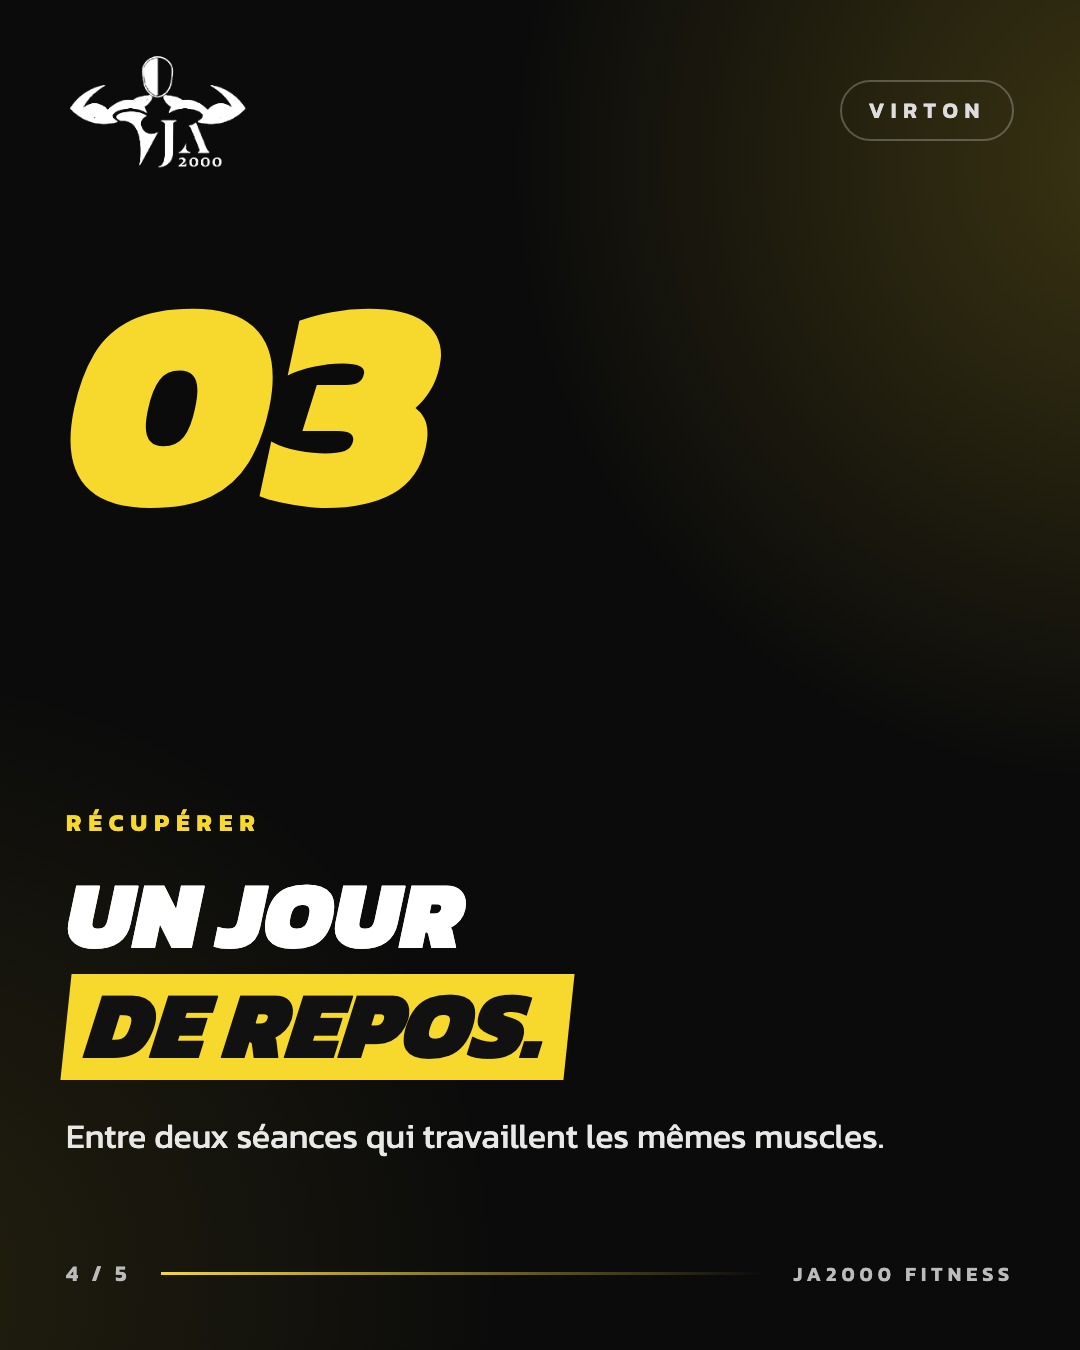 JA
2000
VIRTON
03
RÉCUPÉRER
UN JOUR
DE REPOS.
Entre deux séances qui travaillent les mêmes muscles.
4 / 5
JA2000 FITNESS